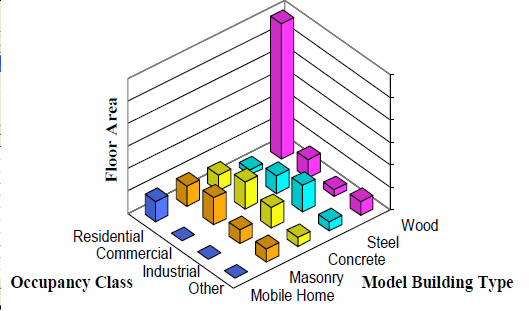 Floor Area
Residential
Commercial
Industrial
Other
Occupancy Class
Wood
Steel
Concrete
Masonry
Mobile Home
Model Building Type